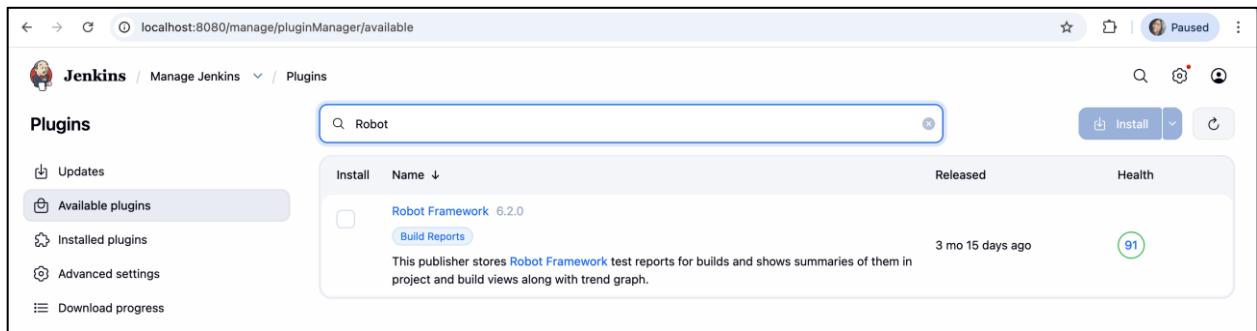 localhost:8080/manage/pluginManager/available
Paused
Jenkins / Manage Jenkins / Plugins
Plugins
Robot
Install
Updates
Available plugins
Installed plugins
Advanced settings
Download progress
Install Name ↓ Released Health
Robot Framework 6.2.0
Build Reports
This publisher stores Robot Framework test reports for builds and shows summaries of them in
project and build views along with trend graph.
3 mo 15 days ago
91